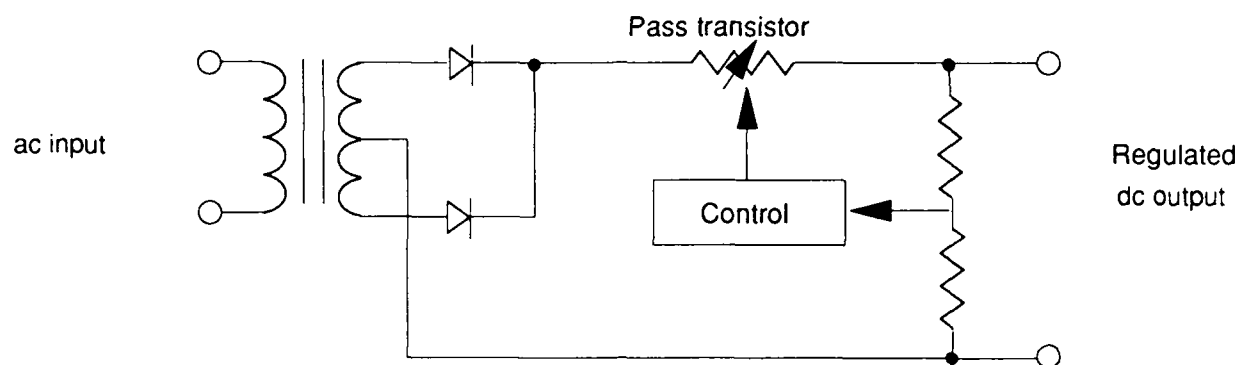 Pass transistor
ac input
Control
Regulated
dc output